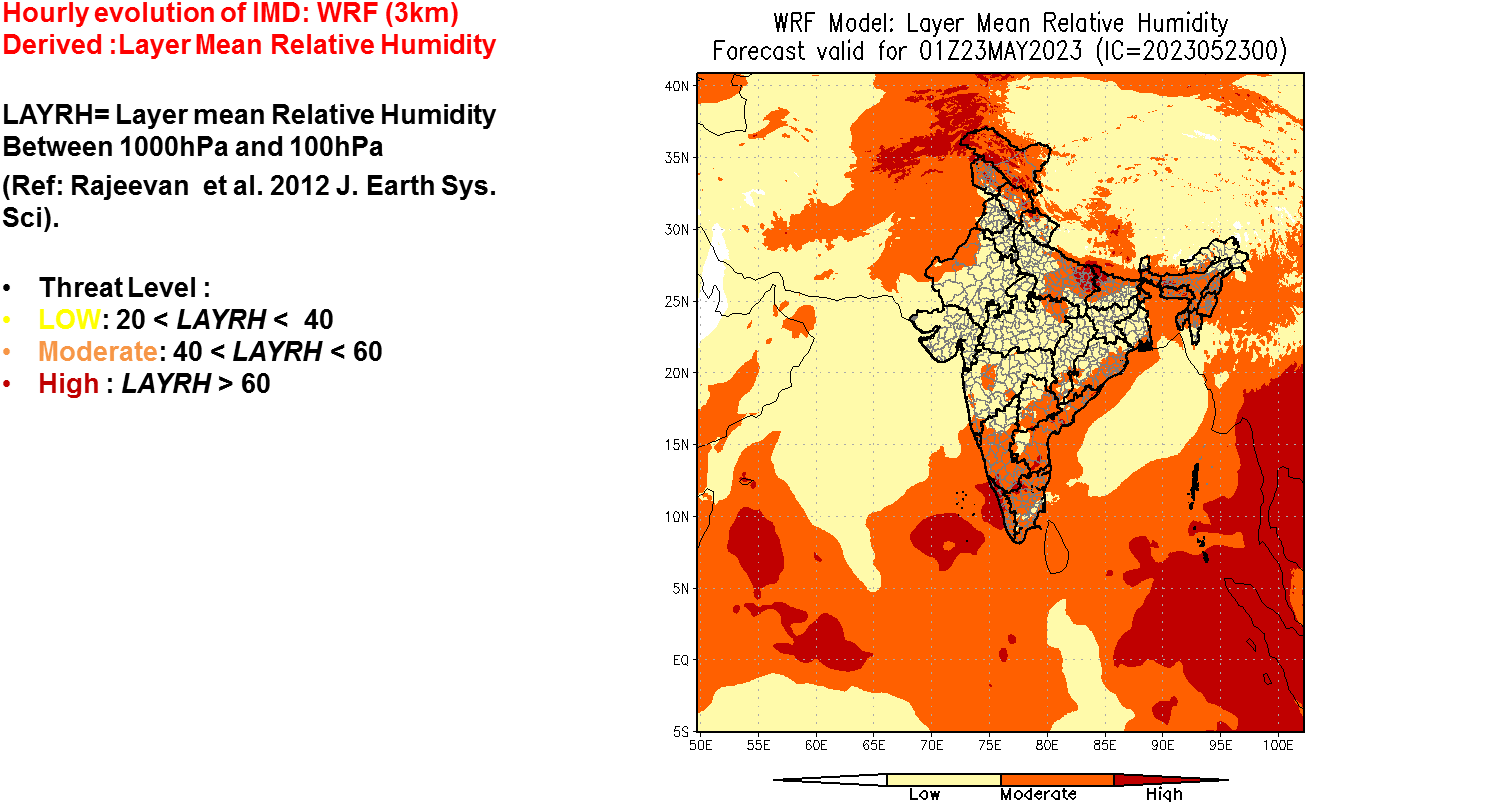 Hourly evolution of IMD: WRF (3km)
Derived :Layer Mean Relative Humidity
LAYRH= Layer mean Relative Humidity
Between 1000hPa and 100hPa
(Ref: Rajeevan et al. 2012 J. Earth Sys.
Sci).
• Threat Level :
• LOW: 20 < LAYRH < 40
• Moderate: 40 < LAYRH < 60
• High : LAYRH > 60
WRF Model: Layer Mean Relative Humidity
Forecast valid for 01Z23MAY2023 (IC=2023052300)
40N
35N
30N
25N
20N
15N
10N
5N
EQ
5S
50E 55E 60E 65E 70E 75E 80E 85E 90E 95E 100E
Low Moderate High